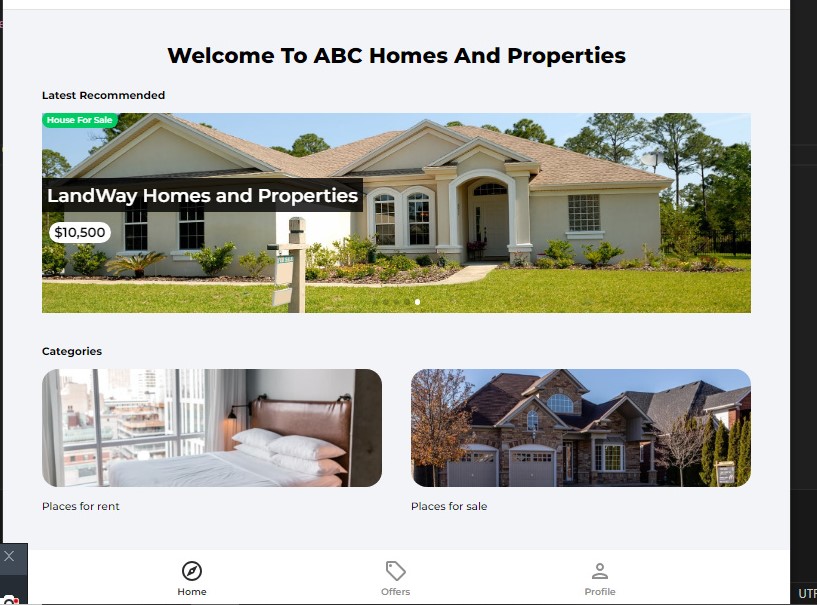 Welcome To ABC Homes And Properties
Latest Recommended
House For Sale
LandWay Homes and Properties
$10,500
Categories
Places for rent
Places for sale
Home
Offers
Profile